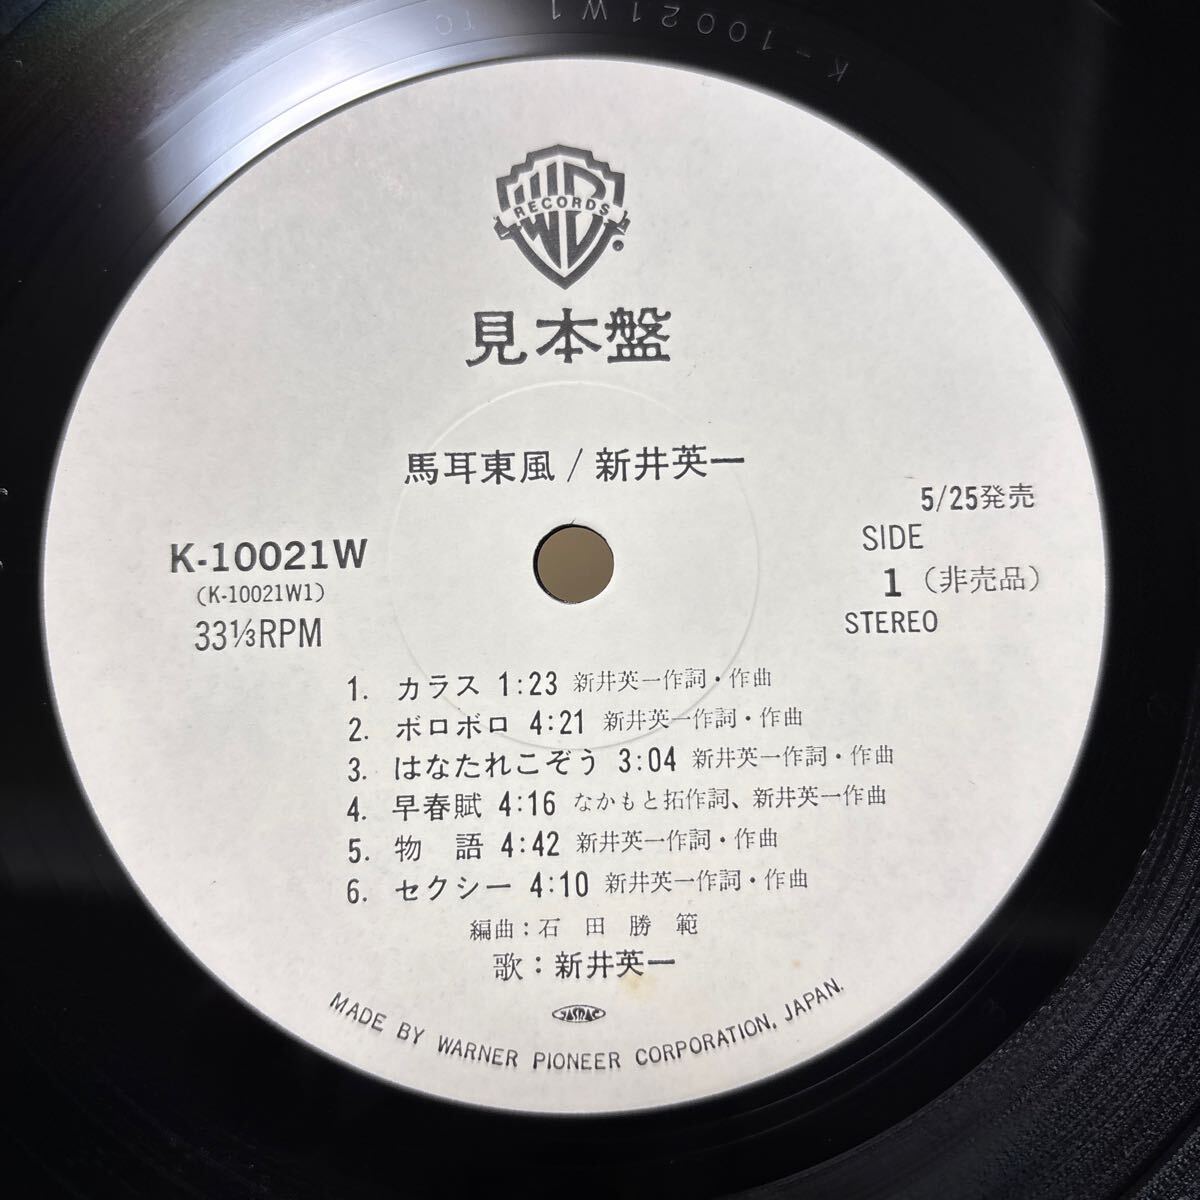 K-10021W1 JC
WB
RECORDS
見本盤
馬耳東風/新井英一
5/25発売
K-10021W
SIDE
(K-10021W1)
1 (非売品)
33⅓RPM
STEREO
1. カラス 1:23 新井英一作詞・作曲
2. ボロボロ 4:21 新井英一作詞・作曲
3. はなたれこぞう 3:04 新井英一作詞・作曲
4. 早春賦 4:16 なかもと拓作詞、新井英一作曲
5. 物 語 4:42 新井英一作詞・作曲
6. セクシー 4:10 新井英一作詞・作曲
編曲:石田勝範
歌:新井英一
JASRAC
MADE BY WARNER PIONEER CORPORATION, JAPAN.